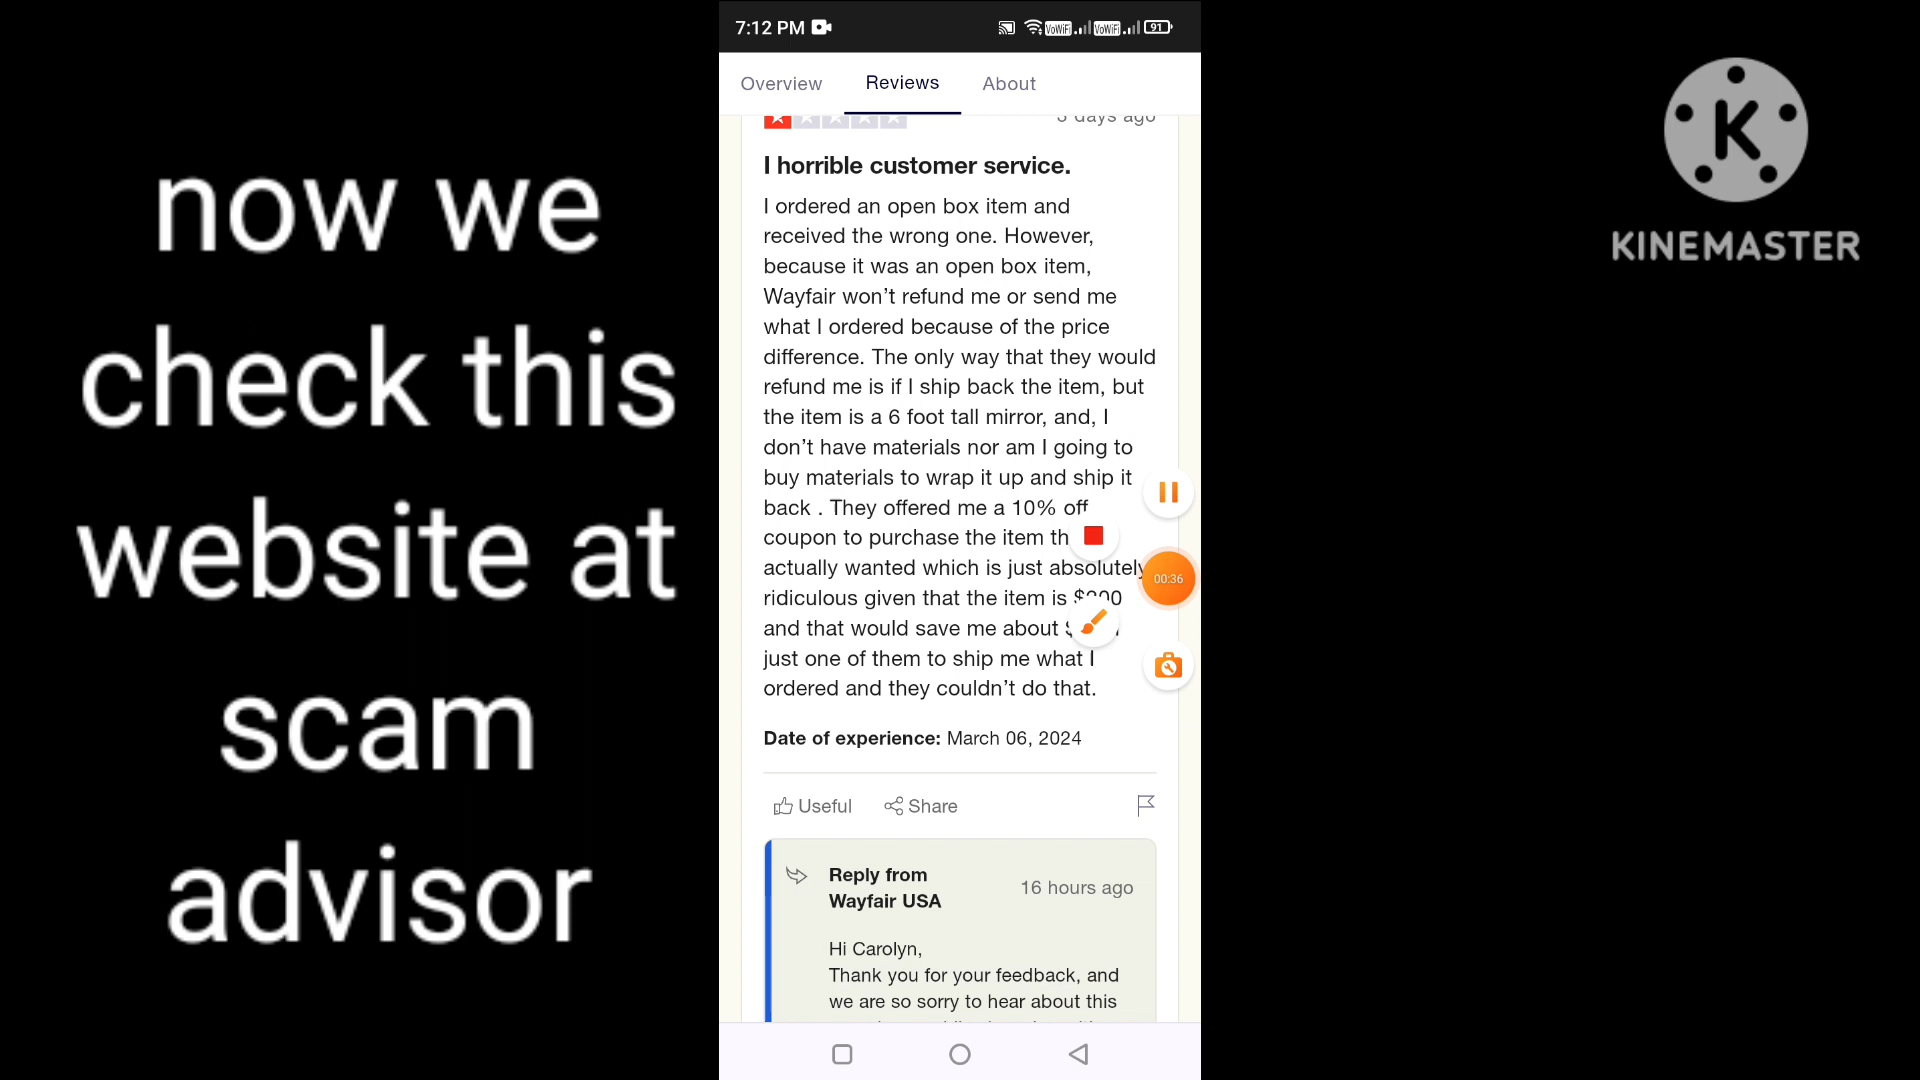 now we
check this
website at
scam
advisor
7:12 PM
VoWiFi
VoWiFi
91
Overview
Reviews
About
days ago
I horrible customer service.
I ordered an open box item and
received the wrong one. However,
because it was an open box item,
Wayfair won’t refund me or send me
what I ordered because of the price
difference. The only way that they would
refund me is if I ship back the item, but
the item is a 6 foot tall mirror, and, I
don’t have materials nor am I going to
buy materials to wrap it up and ship it
back . They offered me a 10% off
coupon to purchase the item
actually wanted which is just absolutely
ridiculous given that the item is
and that would save me about
just one of them to ship me what I
ordered and they couldn’t do that.
00:36
Date of experience: March 06, 2024
Useful
Share
Reply from
Wayfair USA
16 hours ago
Hi Carolyn,
Thank you for your feedback, and
we are so sorry to hear about this
K
KINEMASTER